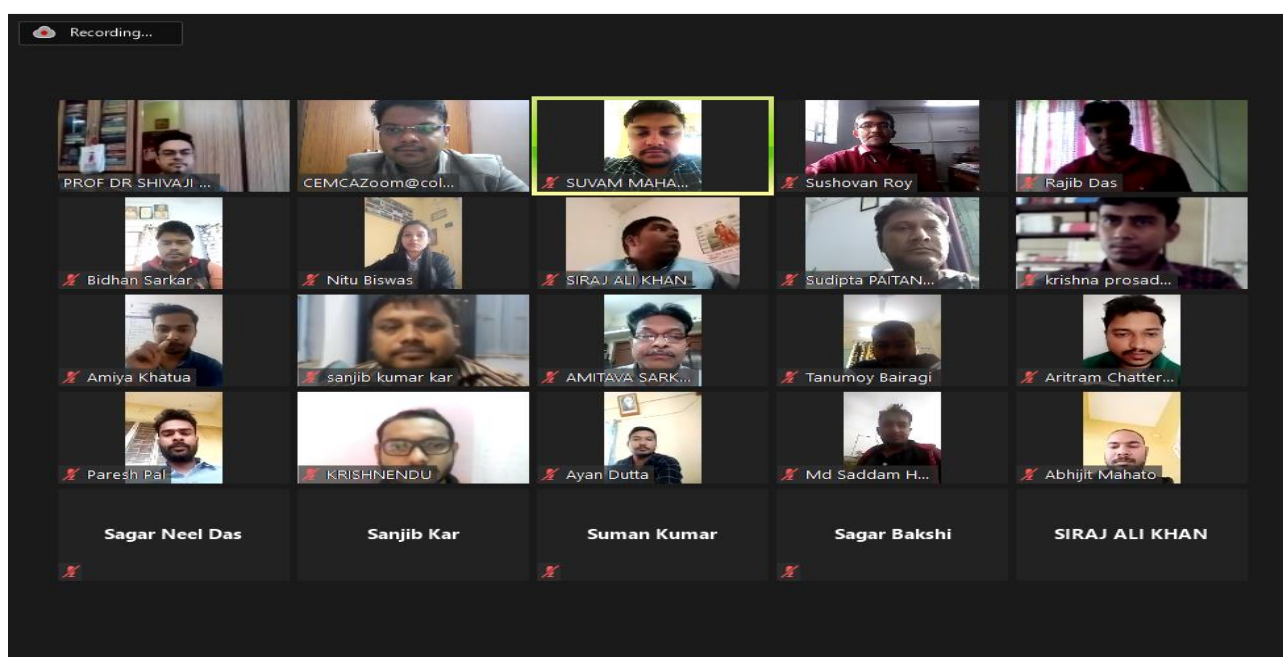 Recording...
PROF DR SHIVAJI ...
CEMCAZoom@col...
SUVAM MAHA...
Sushovan Roy
Rajib Das
Bidhan Sarkar
Nitu Biswas
SIRAJ ALI KHAN
Sudipta PAITAN...
krishna prosad...
Amiya Khatua
sanjib kumar kar
AMITAVA SARK...
Tanumoy Bairagi
Aritram Chatter...
Paresh Pal
KRISHNENDU
Ayan Dutta
Md Saddam H...
Abhijit Mahato
Sagar Neel Das
Sanjib Kar
Suman Kumar
Sagar Bakshi
SIRAJ ALI KHAN